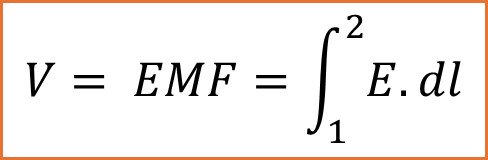 V = EMF = ∫₁² E. dl